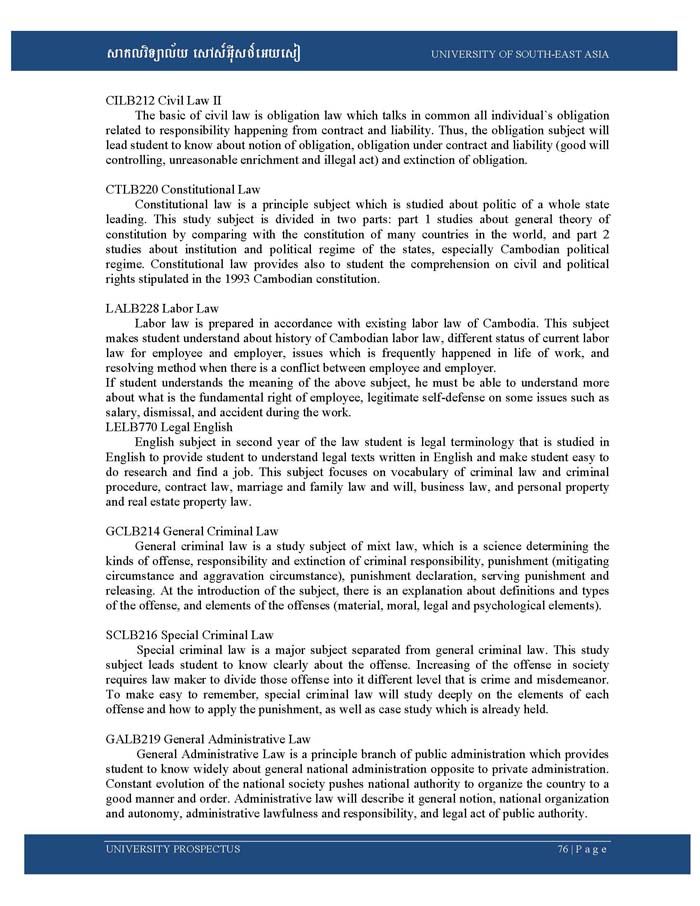 សាកលវិទ្យាល័យ សៅស៍អ៊ីសថ៍អេយសៀ UNIVERSITY OF SOUTH-EAST ASIA
CILB212 Civil Law II
The basic of civil law is obligation law which talks in common all individual`s obligation
related to responsibility happening from contract and liability. Thus, the obligation subject will
lead student to know about notion of obligation, obligation under contract and liability (good will
controlling, unreasonable enrichment and illegal act) and extinction of obligation.
CTLB220 Constitutional Law
Constitutional law is a principle subject which is studied about politic of a whole state
leading. This study subject is divided in two parts: part 1 studies about general theory of
constitution by comparing with the constitution of many countries in the world, and part 2
studies about institution and political regime of the states, especially Cambodian political
regime. Constitutional law provides also to student the comprehension on civil and political
rights stipulated in the 1993 Cambodian constitution.
LALB228 Labor Law
Labor law is prepared in accordance with existing labor law of Cambodia. This subject
makes student understand about history of Cambodian labor law, different status of current labor
law for employee and employer, issues which is frequently happened in life of work, and
resolving method when there is a conflict between employee and employer.
If student understands the meaning of the above subject, he must be able to understand more
about what is the fundamental right of employee, legitimate self-defense on some issues such as
salary, dismissal, and accident during the work.
LELB770 Legal English
English subject in second year of the law student is legal terminology that is studied in
English to provide student to understand legal texts written in English and make student easy to
do research and find a job. This subject focuses on vocabulary of criminal law and criminal
procedure, contract law, marriage and family law and will, business law, and personal property
and real estate property law.
GCLB214 General Criminal Law
General criminal law is a study subject of mixt law, which is a science determining the
kinds of offense, responsibility and extinction of criminal responsibility, punishment (mitigating
circumstance and aggravation circumstance), punishment declaration, serving punishment and
releasing. At the introduction of the subject, there is an explanation about definitions and types
of the offense, and elements of the offenses (material, moral, legal and psychological elements).
SCLB216 Special Criminal Law
Special criminal law is a major subject separated from general criminal law. This study
subject leads student to know clearly about the offense. Increasing of the offense in society
requires law maker to divide those offense into it different level that is crime and misdemeanor.
To make easy to remember, special criminal law will study deeply on the elements of each
offense and how to apply the punishment, as well as case study which is already held.
GALB219 General Administrative Law
General Administrative Law is a principle branch of public administration which provides
student to know widely about general national administration opposite to private administration.
Constant evolution of the national society pushes national authority to organize the country to a
good manner and order. Administrative law will describe it general notion, national organization
and autonomy, administrative lawfulness and responsibility, and legal act of public authority.
UNIVERSITY PROSPECTUS 76 | P a g e